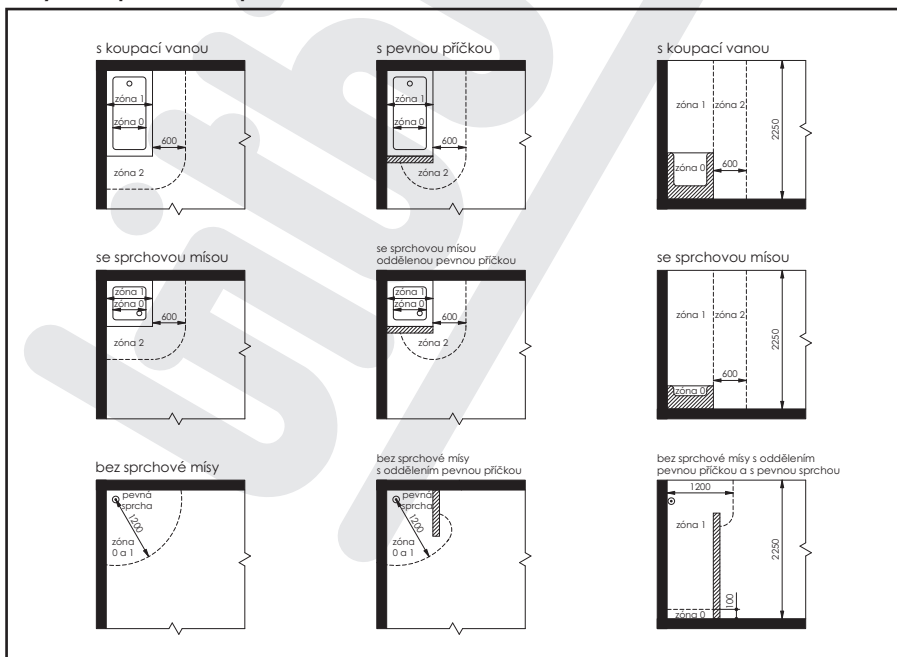 s koupací vanou
zóna 1
zóna 0
600
zóna 2
s pevnou příčkou
zóna 1
zóna 0
600
zóna 2
s koupací vanou
zóna 1
zóna 2
2250
zóna 0
600
se sprchovou mísou
zóna 1
zóna 0
600
zóna 2
se sprchovou mísou
oddělenou pevnou příčkou
zóna 1
zóna 0
600
zóna 2
se sprchovou mísou
zóna 1
zóna 2
2250
600
zóna 0
bez sprchové mísy
pevná
sprcha
1200
zóna
0 a 1
bez sprchové mísy
s oddělením pevnou příčkou
pevná
sprcha
1200
zóna
0 a 1
bez sprchové mísy s oddělením
pevnou příčkou a s pevnou sprchou
1200
zóna 1
2250
100
zóna 0